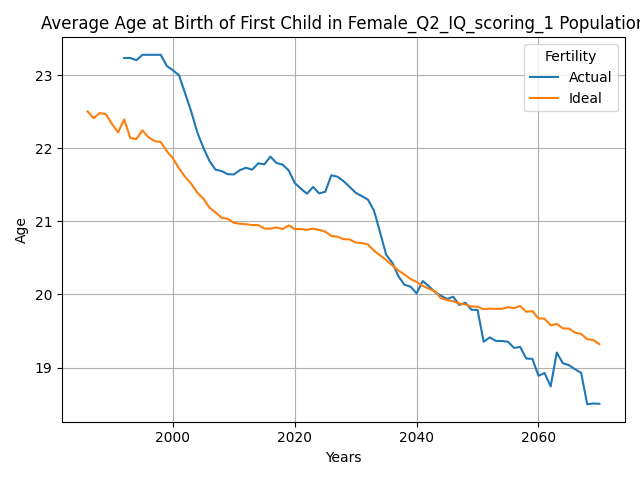 Average Age at Birth of First Child in Female_Q2_IQ_scoring_1 Population
Fertility
Actual
Ideal
Age
23
22
21
20
19
2000
2020
2040
2060
Years